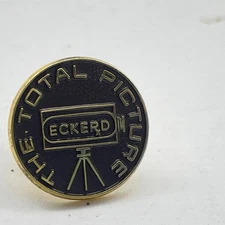 THE · TOTAL PICTURE
ECKERD